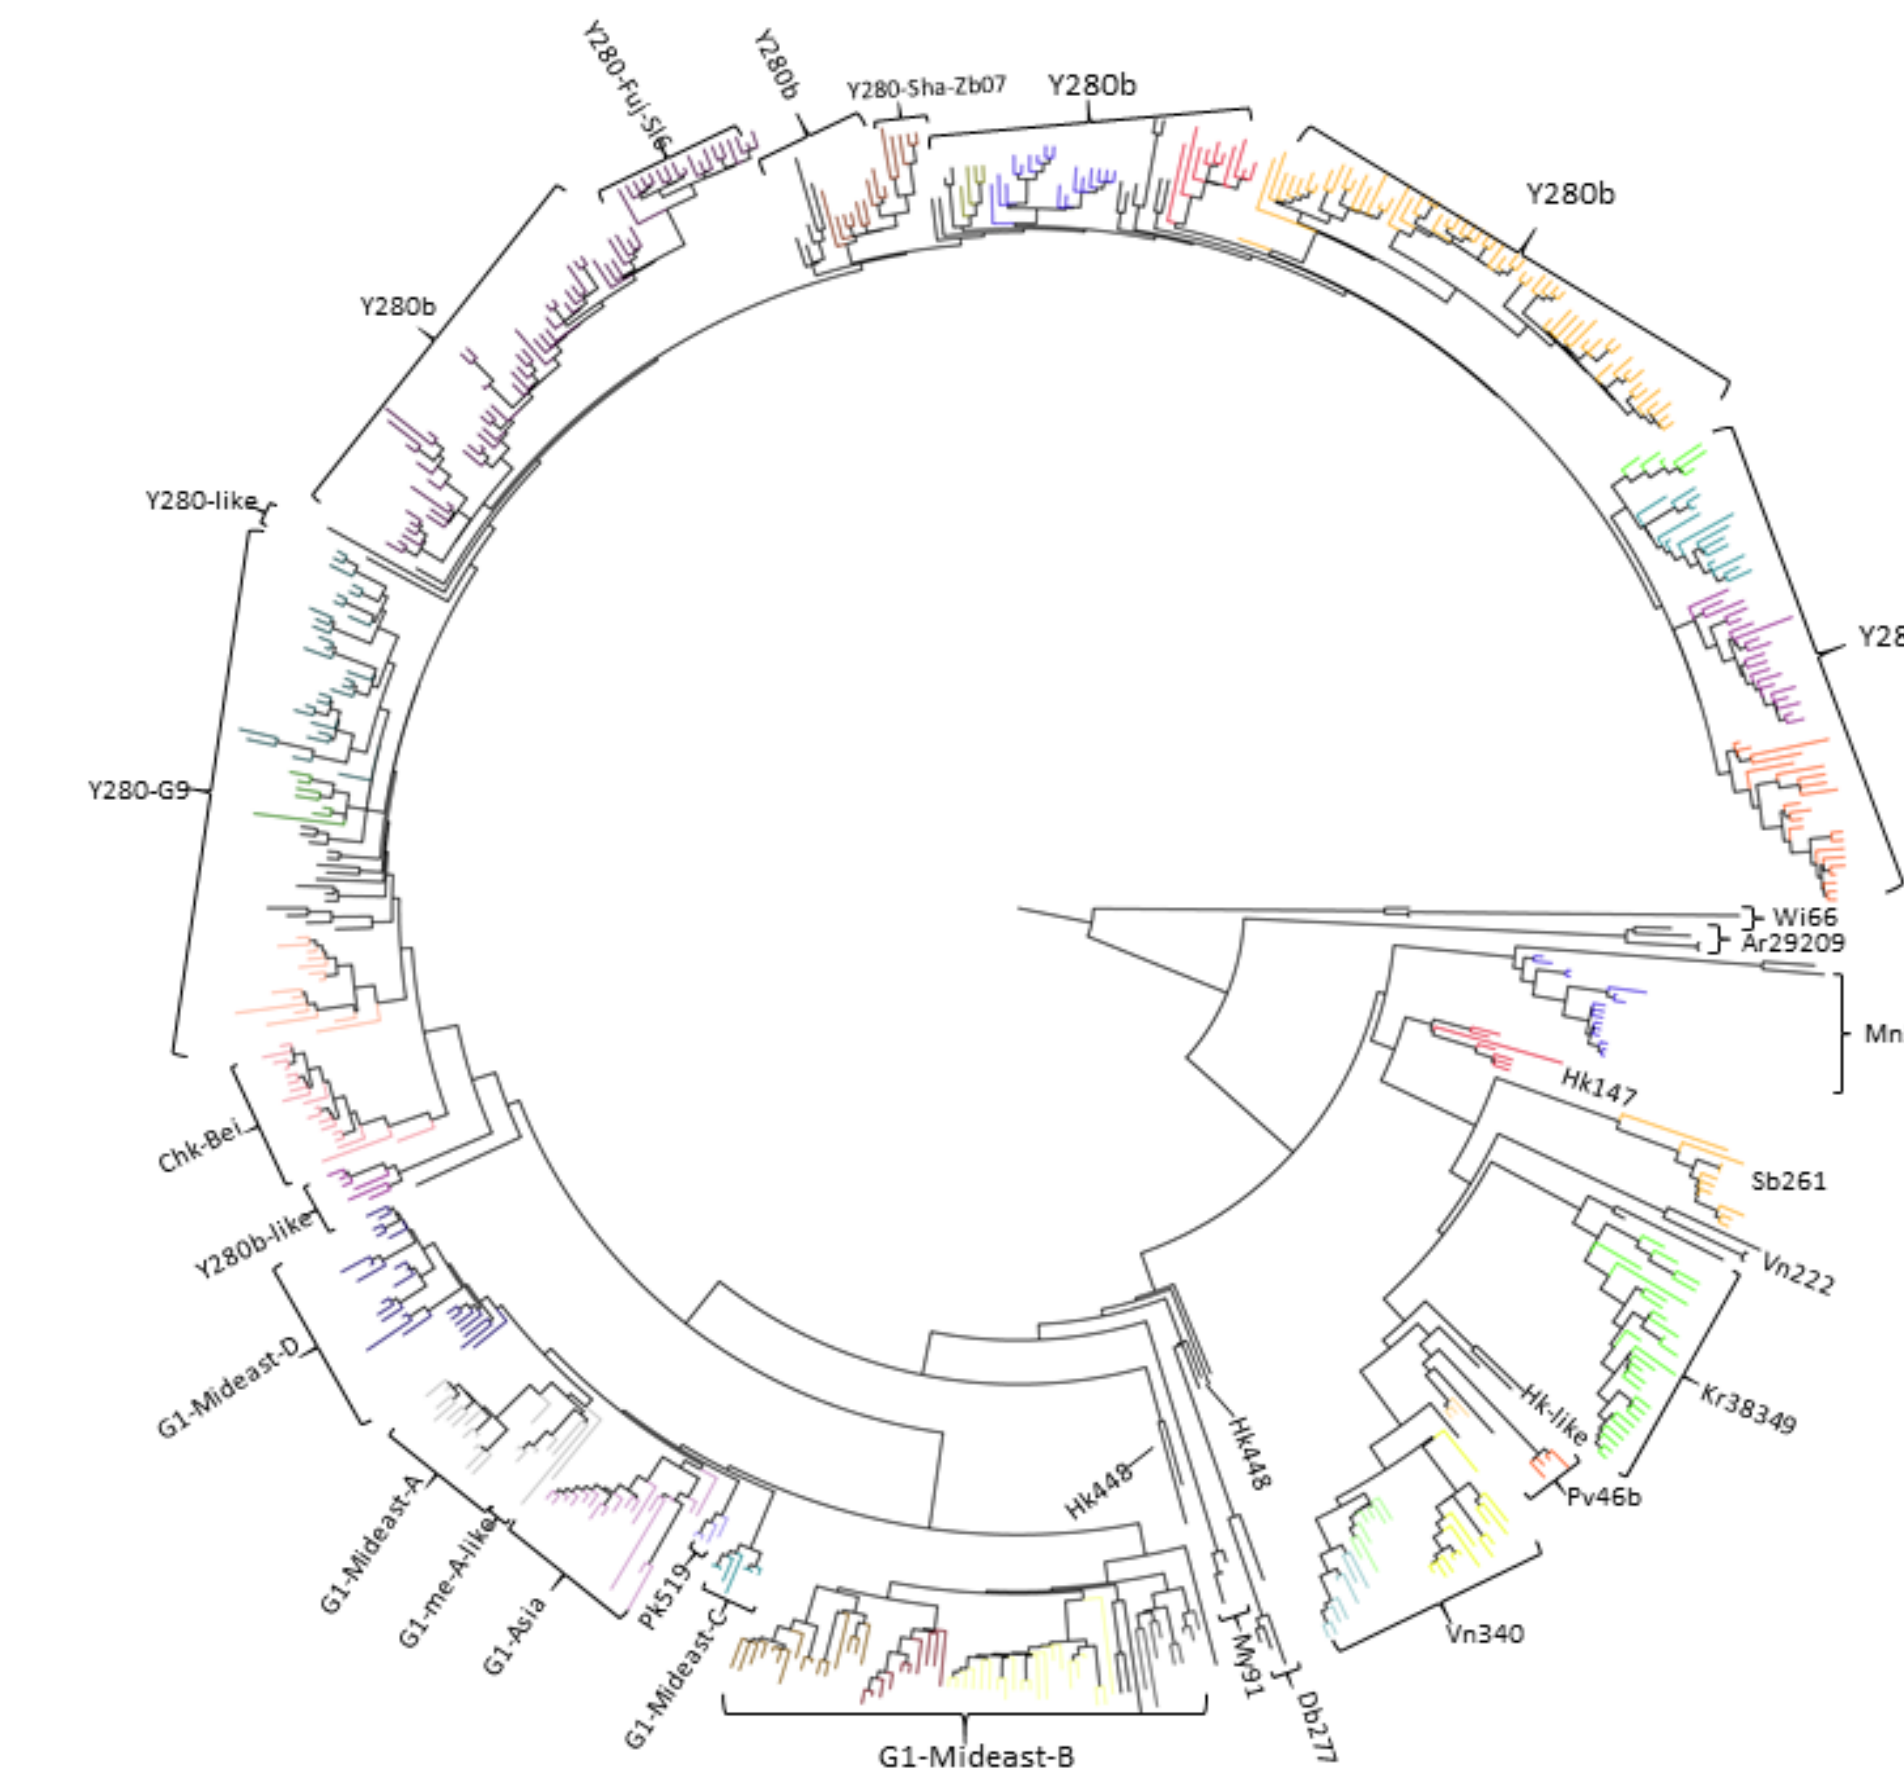 Y280-Fuj-Sl6
Y280b
Y280-Sha-Zb07
Y280b
Y280b
Y280b
Y280-like
Y28
Y280-G9
Wi66
Ar29209
Mn
Hk147
Chk-Bei
Sb261
Y280b-like
Vn222
G1-Mideast-D
Kr38349
Hk-like
Hk448
Hk448
Pv46b
G1-Mideast-A
G1-me-A-like
G1-Asia
Pk519
G1-Mideast-C
My91
Vn340
Db277
G1-Mideast-B